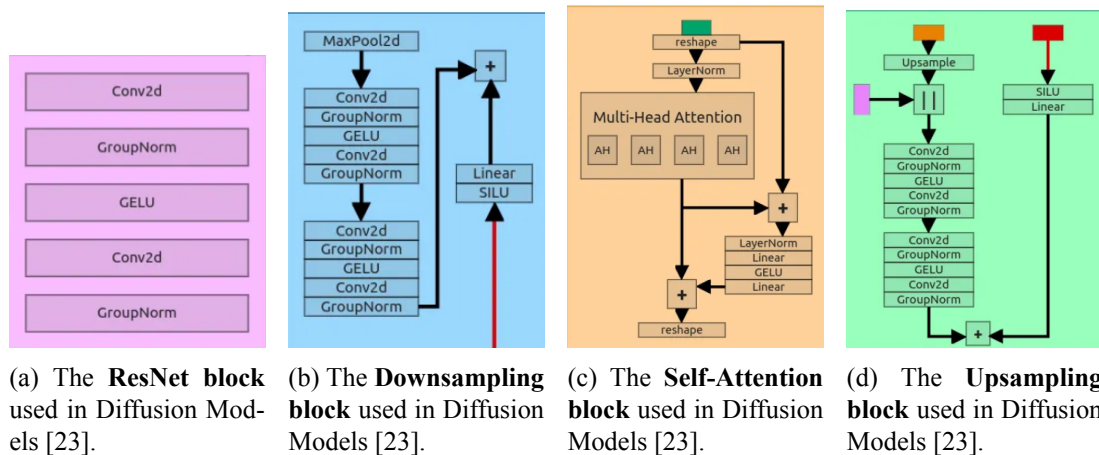 Conv2d
GroupNorm
GELU
Conv2d
GroupNorm
(a) The ResNet block
used in Diffusion Mod-
els [23].
MaxPool2d
+
Conv2d
GroupNorm
GELU
Conv2d
GroupNorm
Linear
SILU
Conv2d
GroupNorm
GELU
Conv2d
GroupNorm
(b) The Downsampling
block used in Diffusion
Models [23].
reshape
LayerNorm
Multi-Head Attention
AH AH AH AH
+
LayerNorm
Linear
GELU
Linear
+
reshape
(c) The Self-Attention
block used in Diffusion
Models [23].
Upsample
SILU
Linear
||
Conv2d
GroupNorm
GELU
Conv2d
GroupNorm
Conv2d
GroupNorm
GELU
Conv2d
GroupNorm
+
(d) The Upsampling
block used in Diffusion
Models [23].